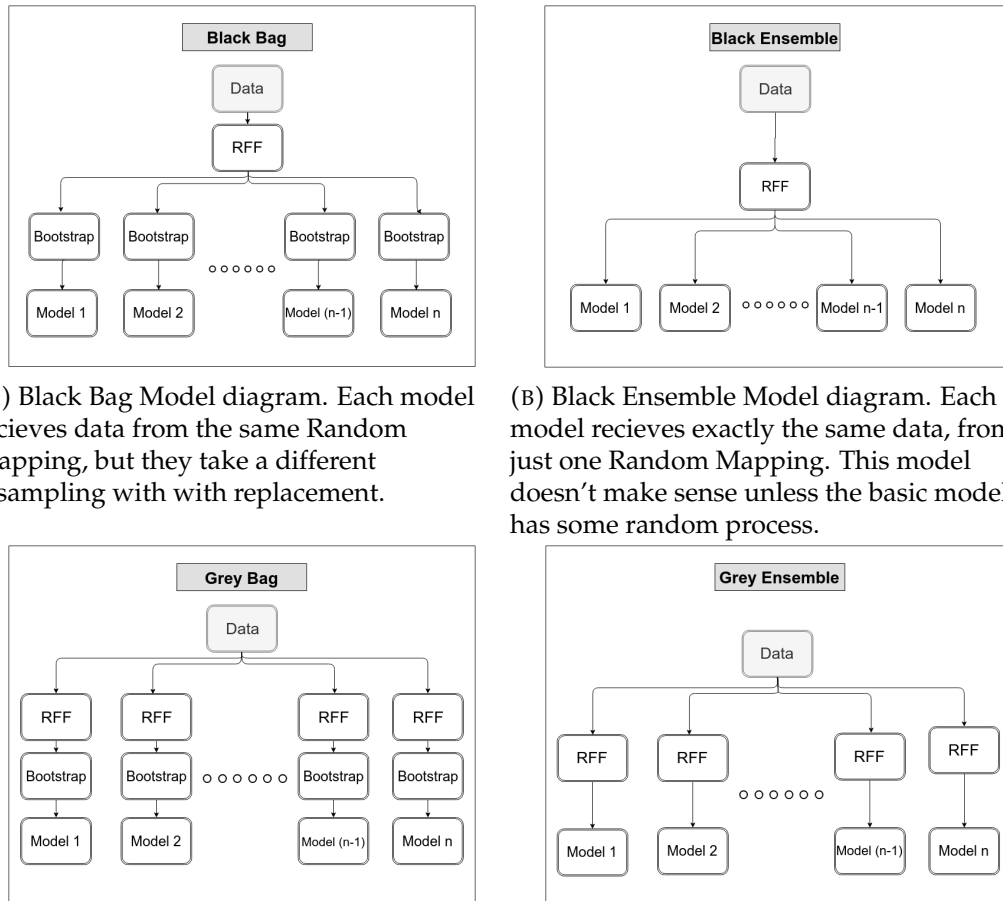 Black Bag
Data
RFF
Bootstrap Bootstrap Bootstrap Bootstrap
Model 1 Model 2 Model (n-1) Model n
) Black Bag Model diagram. Each model
cieves data from the same Random
apping, but they take a different
sampling with with replacement.
Black Ensemble
Data
RFF
Model 1 Model 2 Model n-1 Model n
(B) Black Ensemble Model diagram. Each
model recieves exactly the same data, from
just one Random Mapping. This model
doesn't make sense unless the basic model
has some random process.
Grey Bag
Data
RFF RFF RFF RFF
Bootstrap Bootstrap Bootstrap Bootstrap
Model 1 Model 2 Model (n-1) Model n
Grey Ensemble
Data
RFF RFF RFF RFF
Model 1 Model 2 Model (n-1) Model n